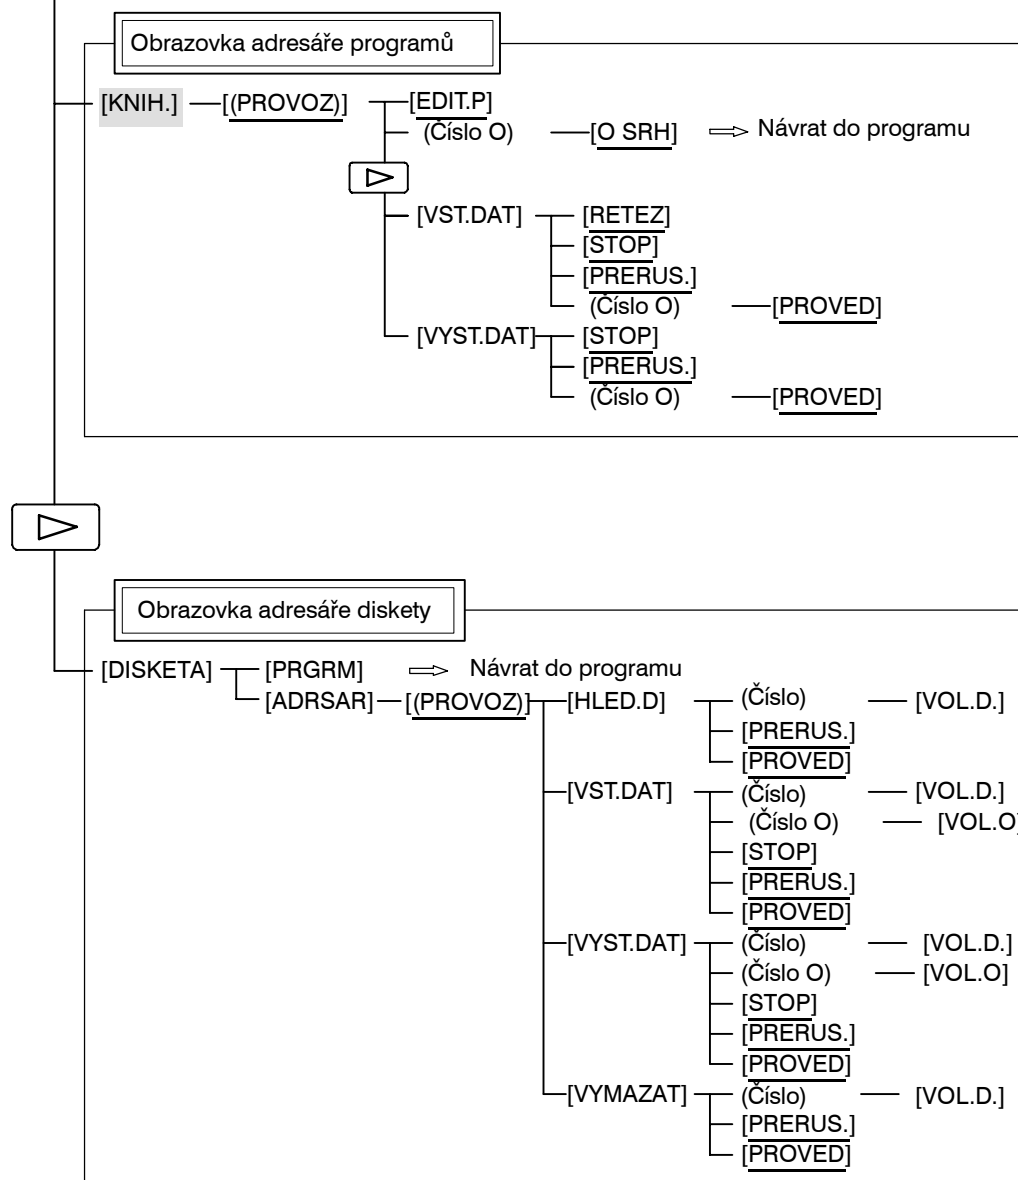 Obrazovka adresáře programů
[KNIH.] [(PROVOZ)] [EDIT.P]
(Číslo O) [O SRH] Návrat do programu
[VST.DAT] [RETEZ]
[STOP]
[PRERUS.]
(Číslo O) [PROVED]
[VYST.DAT] [STOP]
[PRERUS.]
(Číslo O) [PROVED]
Obrazovka adresáře diskety
[DISKETA] [PRGRM] Návrat do programu
[ADRSAR] [(PROVOZ)] [HLED.D] (Číslo) [VOL.D.]
[PRERUS.]
[PROVED]
[VST.DAT] (Číslo) [VOL.D.]
(Číslo O) [VOL.O]
[STOP]
[PRERUS.]
[PROVED]
[VYST.DAT] (Číslo) [VOL.D.]
(Číslo O) [VOL.O]
[STOP]
[PRERUS.]
[PROVED]
[VYMAZAT] (Číslo) [VOL.D.]
[PRERUS.]
[PROVED]